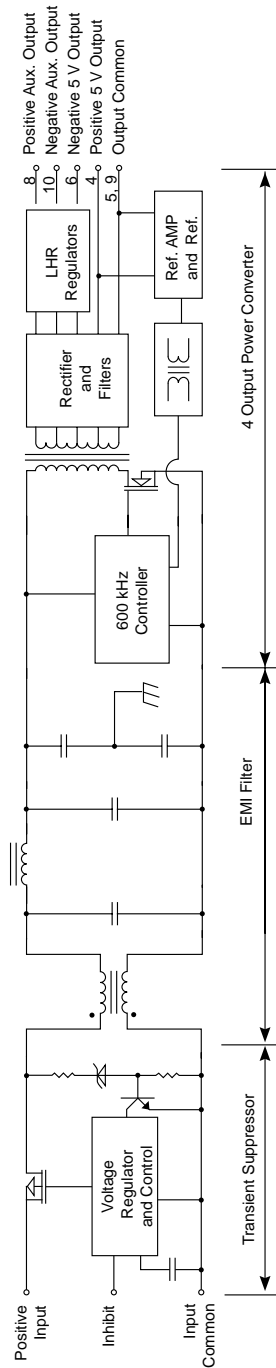 Positive
Input
Inhibit
Input
Common
Voltage
Regulator
and Control
600 kHz
Controller
Rectifier
and
Filters
LHR
Regulators
Ref. AMP
and Ref.
8 Positive Aux. Output
10 Negative Aux. Output
6 Negative 5 V Output
4 Positive 5 V Output
5, 9 Output Common
Transient Suppressor
EMI Filter
4 Output Power Converter